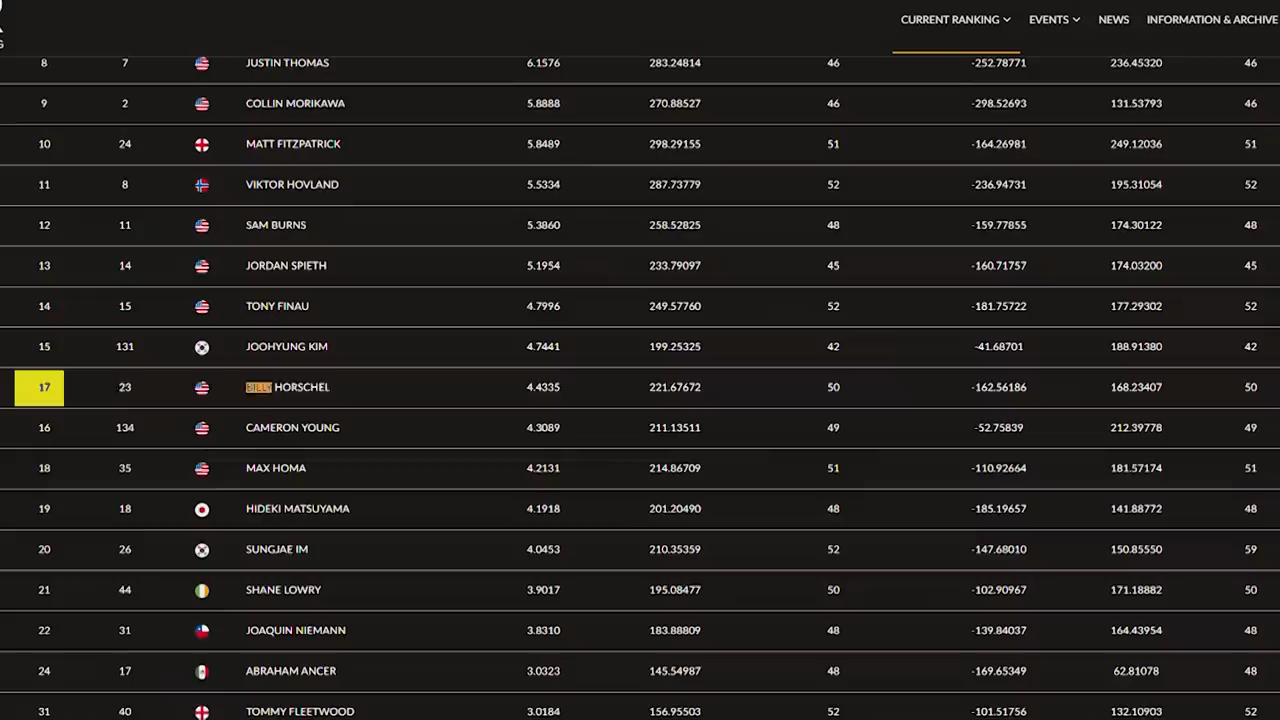 CURRENT RANKING EVENTS NEWS INFORMATION & ARCHIVE
8 7 JUSTIN THOMAS 6.1576 283.24814 46 -252.78771 236.45320 46
9 2 COLLIN MORIKAWA 5.8888 270.88527 46 -298.52693 131.53793 46
10 24 MATT FITZPATRICK 5.8489 298.29155 51 -164.26981 249.12036 51
11 8 VIKTOR HOVLAND 5.5334 287.73779 52 -236.94731 195.31054 52
12 11 SAM BURNS 5.3860 258.52825 48 -159.77855 174.30122 48
13 14 JORDAN SPIETH 5.1954 233.79097 45 -160.71757 174.03200 45
14 15 TONY FINAU 4.7996 249.57760 52 -181.75722 177.29302 52
15 131 JOOHYUNG KIM 4.7441 199.25325 42 -41.68701 188.91380 42
17 23 BILLY HORSCHEL 4.4335 221.67672 50 -162.56186 168.23407 50
16 134 CAMERON YOUNG 4.3089 211.13511 49 -52.75839 212.39778 49
18 35 MAX HOMA 4.2131 214.86709 51 -110.92664 181.57174 51
19 18 HIDEKI MATSUYAMA 4.1918 201.20490 48 -185.19657 141.88772 48
20 26 SUNGJAE IM 4.0453 210.35359 52 -147.68010 150.85550 59
21 44 SHANE LOWRY 3.9017 195.08477 50 -102.90967 171.18882 50
22 31 JOAQUIN NIEMANN 3.8310 183.88809 48 -139.84037 164.43954 48
24 17 ABRAHAM ANCER 3.0323 145.54987 48 -169.65349 62.81078 48
31 40 TOMMY FLEETWOOD 3.0184 156.95503 52 -101.51756 132.10903 52